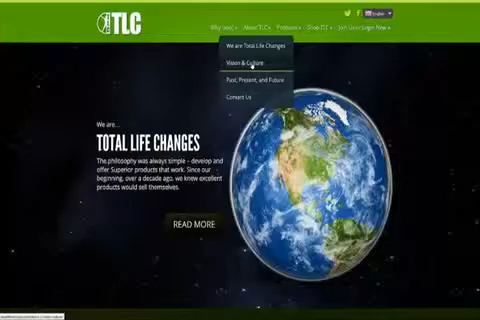 TLC
English
Why Iaso About TLC Products Shop TLC Join User Login Now
We are Total Life Changes
Vision & Culture
Past, Present, and Future
Contact Us
We are...
TOTAL LIFE CHANGES
The philosophy was always simple - develop and
offer Superior products that work. Since our
beginning, over a decade ago, we knew excellent
products would sell themselves.
READ MORE